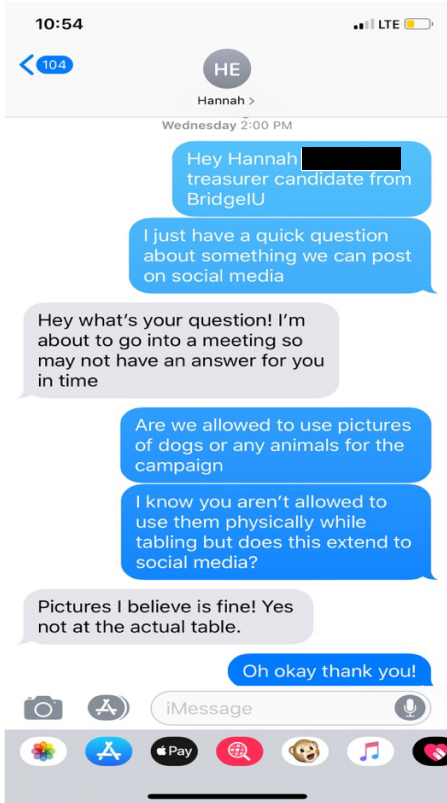 10:54
LTE
104
HE
Hannah >
Wednesday 2:00 PM
Hey Hannah
treasurer candidate from
BridgeIU
I just have a quick question
about something we can post
on social media
Hey what's your question! I'm
about to go into a meeting so
may not have an answer for you
in time
Are we allowed to use pictures
of dogs or any animals for the
campaign
I know you aren't allowed to
use them physically while
tabling but does this extend to
social media?
Pictures I believe is fine! Yes
not at the actual table.
Oh okay thank you!
iMessage
Pay